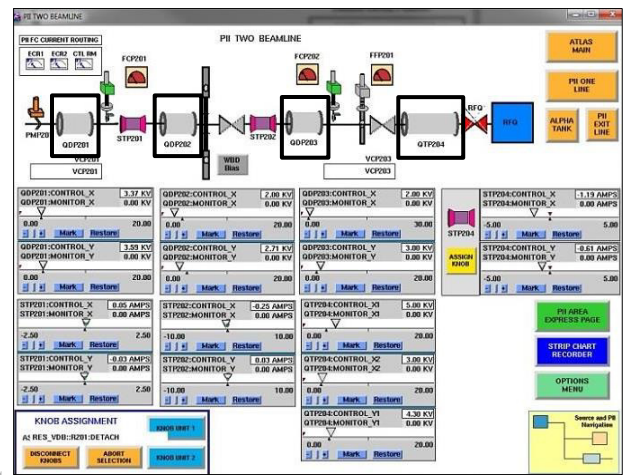 PII TWO BEAMLINE
PII TWO BEAMLINE
PII FC CURRENT ROUTING
ECR1 ECR2 CTL RM
FCP201
FCP202
FFP201
ATLAS
MAIN
PII ONE
LINE
ALPHA
TANK
PII
EXIT
LINE
RFQ
RFQ
PMP20
QDP201
STP201
QDP202
STP202
QDP203
QTP204
VCP201
VCP201
WBD
Bias
VCP203
VCP203
QDP201:CONTROL_X 3.37 KV
QDP201:MONITOR_X 0.00 KV
0.00 20.00
Mark Restore
QDP201:CONTROL_Y 3.59 KV
QDP201:MONITOR_Y 0.00 KV
0.00 20.00
Mark Restore
STP201:CONTROL_X 0.05 AMPS
STP201:MONITOR_X 0.00 AMPS
-2.50 2.50
Mark Restore
STP201:CONTROL_Y -0.03 AMPS
STP201:MONITOR_Y 0.00 AMPS
-2.50 2.50
Mark Restore
QDP202:CONTROL_X 2.00 KV
QDP202:MONITOR_X 0.00 KV
0.00 20.00
Mark Restore
QDP202:CONTROL_Y 2.71 KV
QDP202:MONITOR_Y 0.00 KV
0.00 20.00
Mark Restore
STP202:CONTROL_X -0.25 AMPS
STP202:MONITOR_X 0.00 AMPS
-10.00 10.00
Mark Restore
STP202:CONTROL_Y 0.03 AMPS
STP202:MONITOR_Y 0.00 AMPS
-10.00 10.00
Mark Restore
QDP203:CONTROL_X 2.00 KV
QDP203:MONITOR_X 0.00 KV
0.00 30.00
Mark Restore
QDP203:CONTROL_Y 3.00 KV
QDP203:MONITOR_Y 0.00 KV
0.00 20.00
Mark Restore
QTP204:CONTROL_X1 5.00 KV
QTP204:MONITOR_X1 0.00 KV
0.00 20.00
Mark Restore
QTP204:CONTROL_X2 3.00 KV
QTP204:MONITOR_X2 0.00 KV
0.00 20.00
Mark Restore
QTP204:CONTROL_Y1 4.30 KV
QTP204:MONITOR_Y1 0.00 KV
0.00 20.00
Mark Restore
STP204
ASSIGN
KNOB
STP204:CONTROL_X -1.19 AMPS
STP204:MONITOR_X 0.00 AMPS
-5.00 5.00
Mark Restore
STP204:CONTROL_Y -0.61 AMPS
STP204:MONITOR_Y 0.00 AMPS
-5.00 5.00
Mark Restore
PII AREA
EXPRESS PAGE
STRIP CHART
RECORDER
OPTIONS
MENU
Source and PII
Navigation
KNOB ASSIGNMENT
RES_VDB::RZ01:DETACH
DISCONNECT
KNOBS
ABORT
SELECTION
KNOB UNIT 1
KNOB UNIT 2